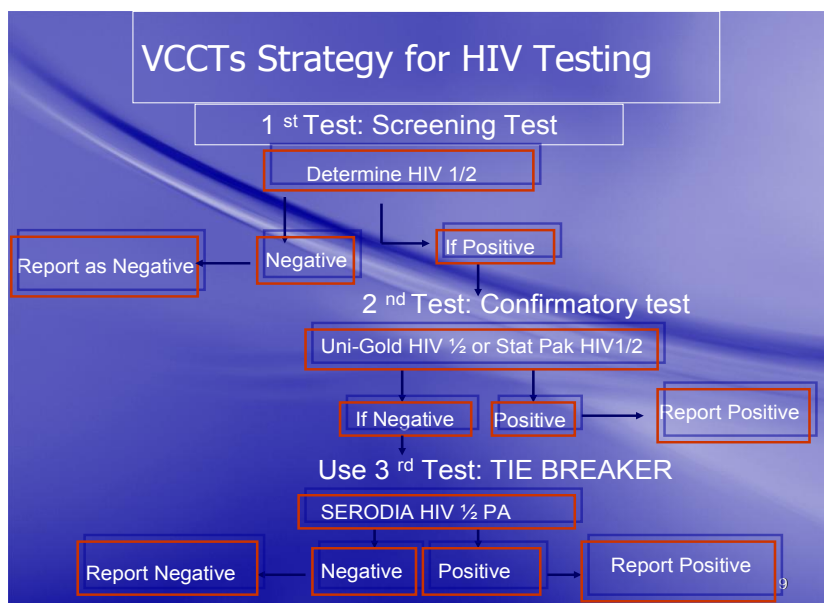 VCCTs Strategy for HIV Testing
1 st Test: Screening Test
Determine HIV 1/2
Report as Negative
Negative
If Positive
2 nd Test: Confirmatory test
Uni-Gold HIV ½ or Stat Pak HIV1/2
If Negative
Positive
Report Positive
Use 3 rd Test: TIE BREAKER
SERODIA HIV ½ PA
Report Negative
Negative
Positive
Report Positive
9